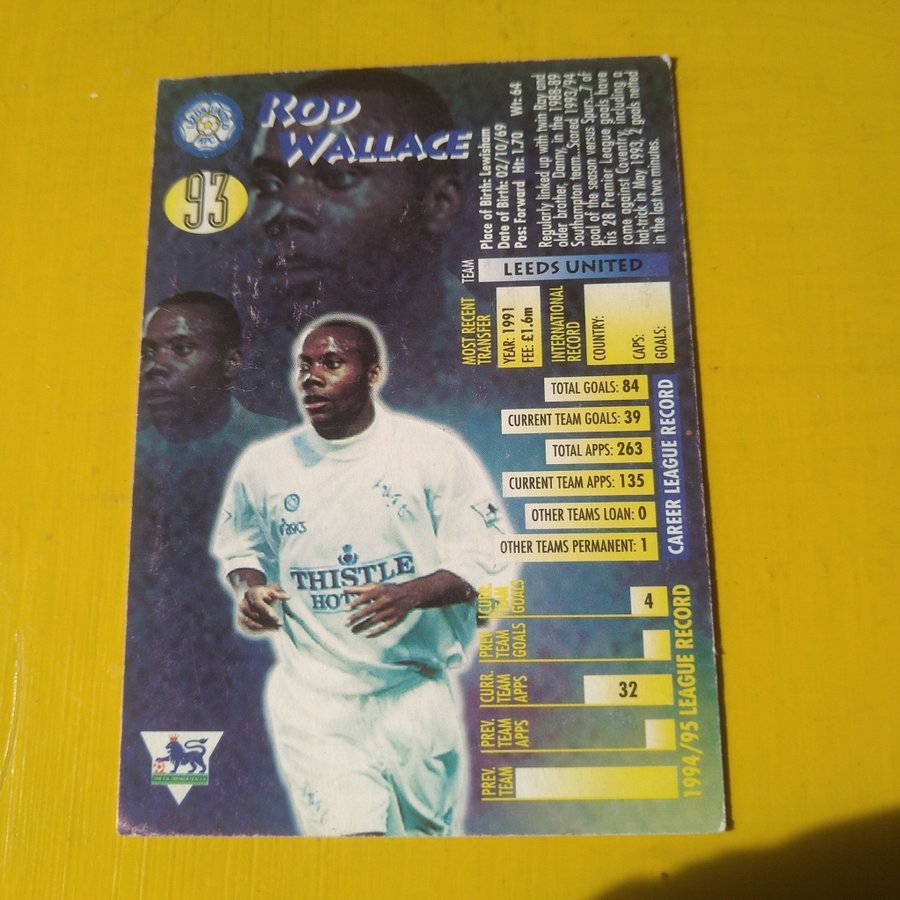 ROD
WALLACE
93
Place of Birth: Lewisham
Date of Birth: 02/10/69
Pos: Forward Ht: 1.70 Wt: 64
Regularly linked up with twin Ray and
older brother, Danny, in the 1988-89
Southampton team...Scored 1993/94
goal of the season versus Spurs...7 of
his 28 Premier League goals have
come against Coventry, including a
hat-trick in May 1993, 2 goals netted
in the last two minutes.
TEAM
LEEDS UNITED
MOST RECENT
TRANSFER
YEAR: 1991
FEE: £1.6m
INTERNATIONAL
RECORD
COUNTRY:
CAPS:
GOALS:
TOTAL GOALS: 84
CURRENT TEAM GOALS: 39
TOTAL APPS: 263
CURRENT TEAM APPS: 135
OTHER TEAMS LOAN: 0
OTHER TEAMS PERMANENT: 1
CAREER LEAGUE RECORD
CURR.
TEAM
GOALS
4
PREV.
TEAM
GOALS
CURR.
TEAM
APPS
32
PREV.
TEAM
APPS
PREV.
TEAM
1994/95 LEAGUE RECORD
asics
THISTLE
HOT
THE F.A. PREMIER LEAGUE